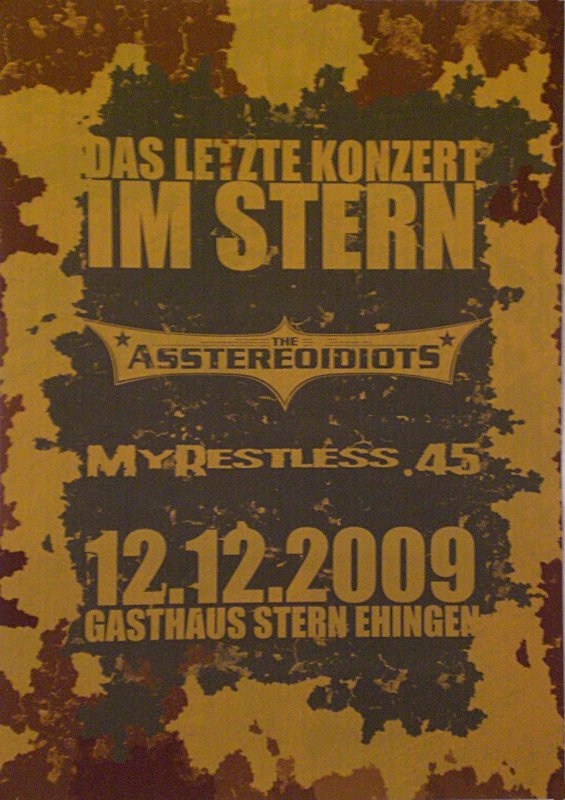 DAS LETZTE KONZERT
IM STERN
THE
ASSTEREOIDIOTS
MYRESTLESS.45
12.12.2009
GASTHAUS STERN EHINGEN